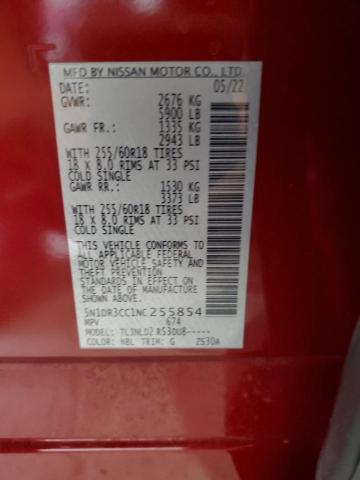 MFD BY NISSAN MOTOR CO., LTD.
DATE: 05/22
GVWR: 2676 KG
5900 LB
GAWR FR.: 1335 KG
2943 LB
WITH 255/60R18 TIRES
18 X 8.0 RIMS AT 33 PSI
COLD SINGLE
GAWR RR.: 1530 KG
3373 LB
WITH 255/60R18 TIRES
18 X 8.0 RIMS AT 33 PSI
COLD SINGLE
THIS VEHICLE CONFORMS TO
ALL APPLICABLE FEDERAL
MOTOR VEHICLE SAFETY AND
THEFT PREVENTION
STANDARDS IN EFFECT ON
THE DATE OF MANUFACTURE
SHOWN ABOVE.
5N1DR3CC1NC255854
MPV 674
MODEL: TL3NLD2 R53DU8-----
COLOR: NBL TRIM: G ZS30A